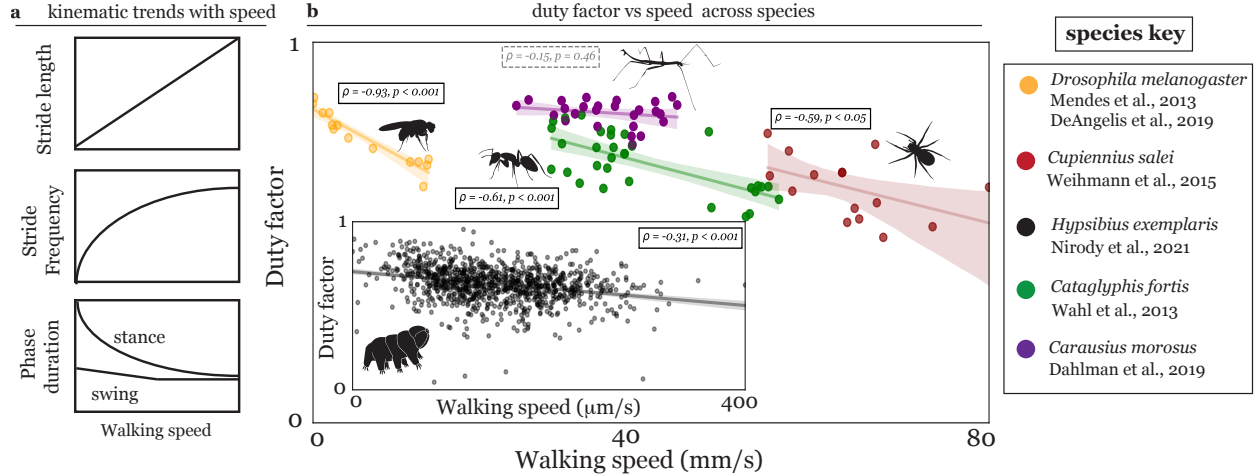 a kinematic trends with speed
Stride length
Stride
Frequency
Phase
duration
stance
swing
Walking speed
b duty factor vs speed across species
Duty factor
1
0
0
40
80
Walking speed (mm/s)
ρ = -0.93, p < 0.001
ρ = -0.15, p = 0.46
ρ = -0.61, p < 0.001
ρ = -0.59, p < 0.05
ρ = -0.31, p < 0.001
Duty factor
1
0
0
400
Walking speed (µm/s)
species key
Drosophila melanogaster
Mendes et al., 2013
DeAngelis et al., 2019
Cupiennius salei
Weihmann et al., 2015
Hypsibius exemplaris
Nirody et al., 2021
Cataglyphis fortis
Wahl et al., 2013
Carausius morosus
Dahlman et al., 2019